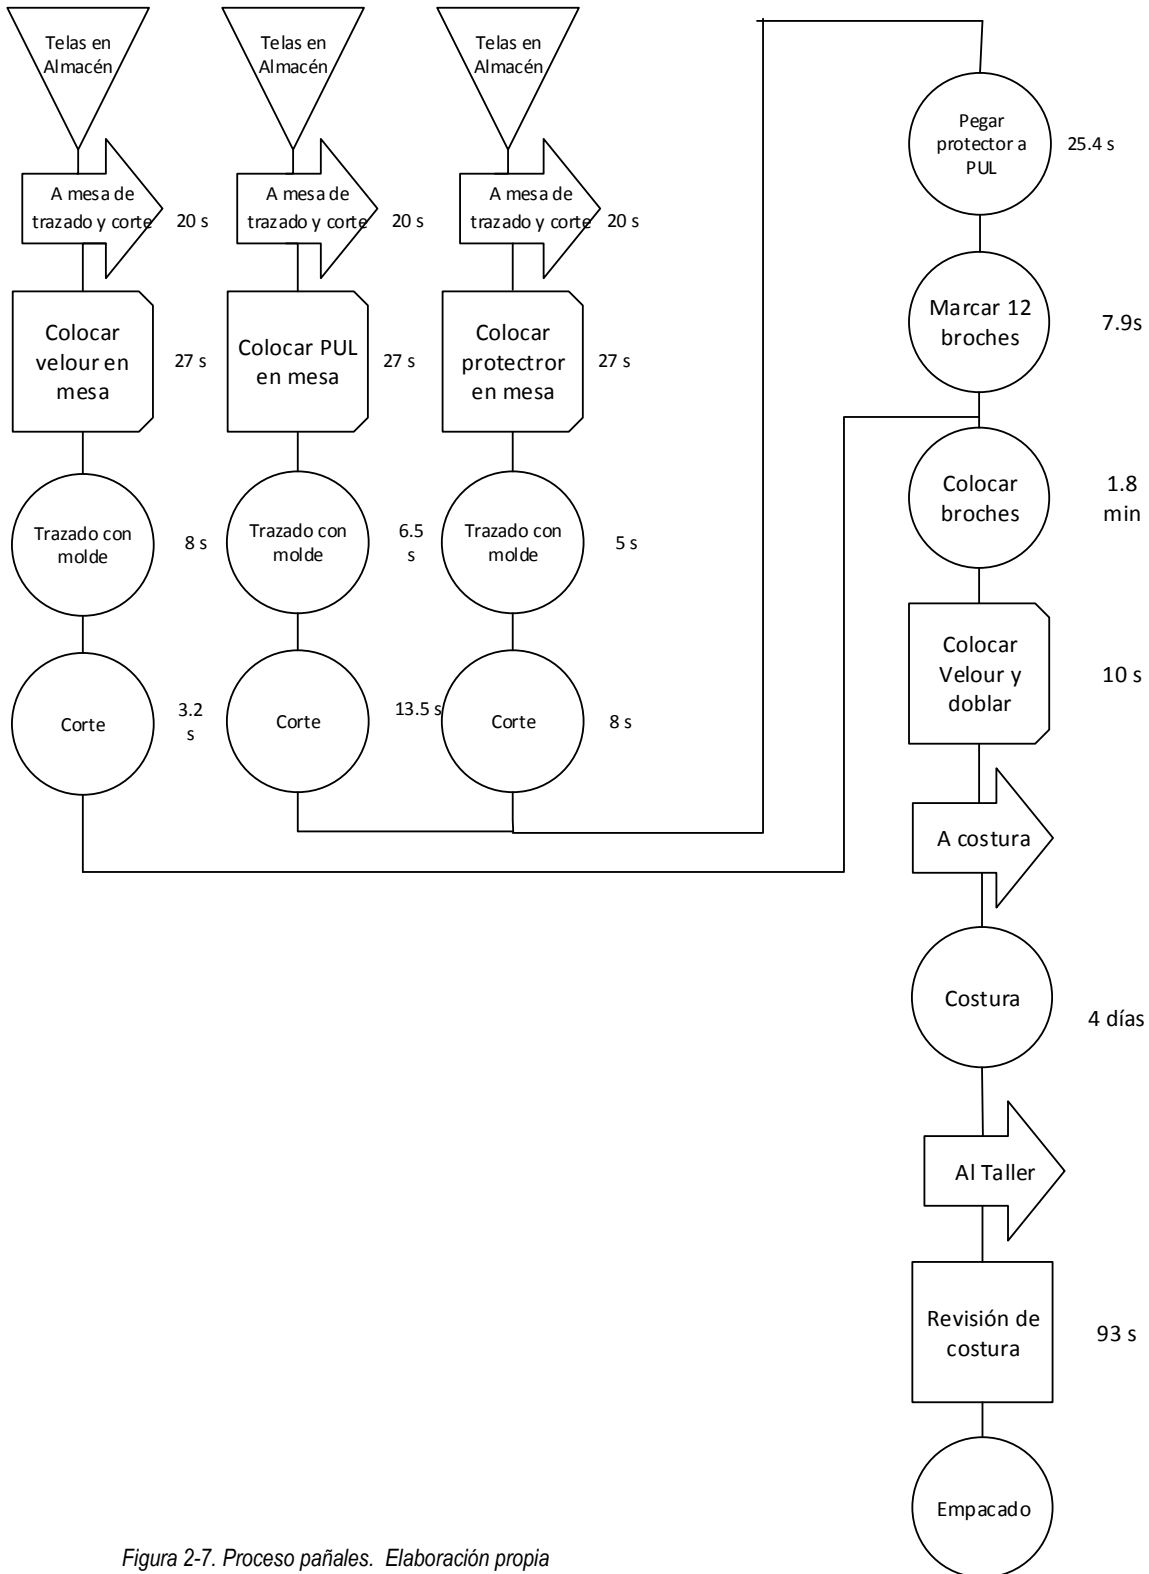 Telas en
Almacén
A mesa de
trazado y corte
20 s
Colocar
velour en
mesa
27 s
Trazado con
molde
8 s
Corte
3.2
s
Telas en
Almacén
A mesa de
trazado y corte
20 s
Colocar PUL
en mesa
27 s
Trazado con
molde
6.5
s
Corte
13.5 s
Telas en
Almacén
A mesa de
trazado y corte
20 s
Colocar
protectror
en mesa
27 s
Trazado con
molde
5 s
Corte
8 s
Pegar
protector a
PUL
25.4 s
Marcar 12
broches
7.9s
Colocar
broches
1.8
min
Colocar
Velour y
doblar
10 s
A costura
Costura
4 días
Al Taller
Revisión de
costura
93 s
Empacado
Figura 2-7. Proceso pañales. Elaboración propia